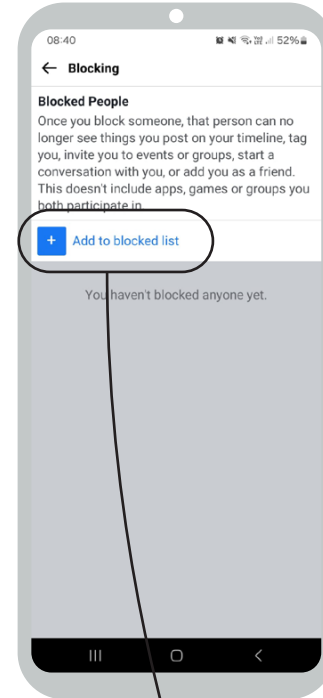 08:40 52%
Blocking
Blocked People
Once you block someone, that person can no
longer see things you post on your timeline, tag
you, invite you to events or groups, start a
conversation with you, or add you as a friend.
This doesn't include apps, games or groups you
both participate in.
+ Add to blocked list
You haven't blocked anyone yet.